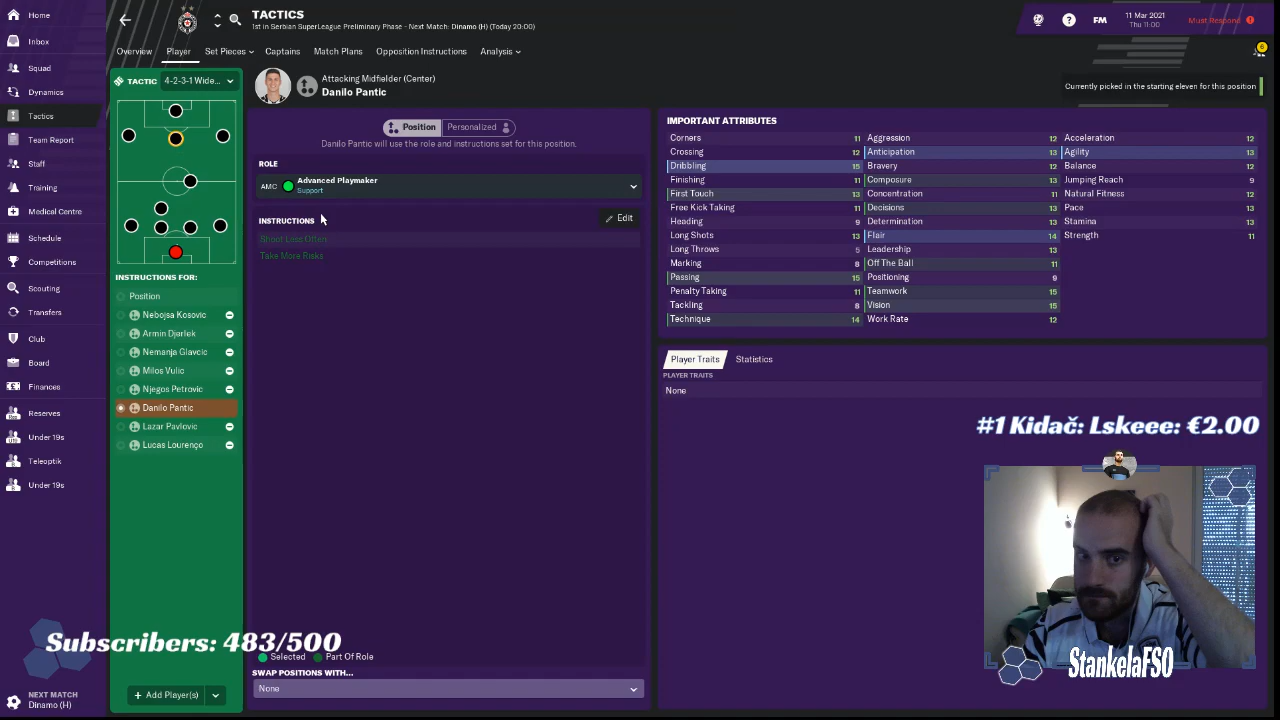 Home
Inbox
Squad
Dynamics
Tactics
Team Report
Staff
Training
Medical Centre
Schedule
Competitions
Scouting
Transfers
Club
Board
Finances
Reserves
Under 19s
Teleoptik
Under 19s
NEXT MATCH
Dinamo (H)
TACTICS
1st in Serbian SuperLeague Preliminary Phase - Next Match: Dinamo (H) (Today 20:00)
FM
11 Mar 2021
Thu 11:00
Must Respond
6
Overview
Player
Set Pieces
Captains
Match Plans
Opposition Instructions
Analysis
TACTIC
4-2-3-1 Wide...
INSTRUCTIONS FOR:
Position
Nebojsa Kosovic
Armin Djerlek
Nemanja Glavcic
Milos Vulic
Njegos Petrovic
Danilo Pantic
Lazar Pavlovic
Lucas Lourenço
Add Player(s)
Attacking Midfielder (Center)
Danilo Pantic
Currently picked in the starting eleven for this position
Position
Personalized
Danilo Pantic will use the role and instructions set for this position.
ROLE
AMC
Advanced Playmaker
Support
INSTRUCTIONS
Edit
Shoot Less Often
Take More Risks
Selected
Part Of Role
SWAP POSITIONS WITH...
None
IMPORTANT ATTRIBUTES
Corners 11
Crossing 12
Dribbling 15
Finishing 11
First Touch 13
Free Kick Taking 11
Heading 9
Long Shots 13
Long Throws 5
Marking 8
Passing 15
Penalty Taking 11
Tackling 8
Technique 14
Aggression 12
Anticipation 13
Bravery 12
Composure 13
Concentration 11
Decisions 13
Determination 13
Flair 14
Leadership 13
Off The Ball 11
Positioning 9
Teamwork 15
Vision 15
Work Rate 12
Acceleration 12
Agility 13
Balance 12
Jumping Reach 9
Natural Fitness 12
Pace 13
Stamina 13
Strength 11
Player Traits
Statistics
PLAYER TRAITS
None
#1 Kidač: Lskeee: €2.00
Subscribers: 483/500
StankelaFSO